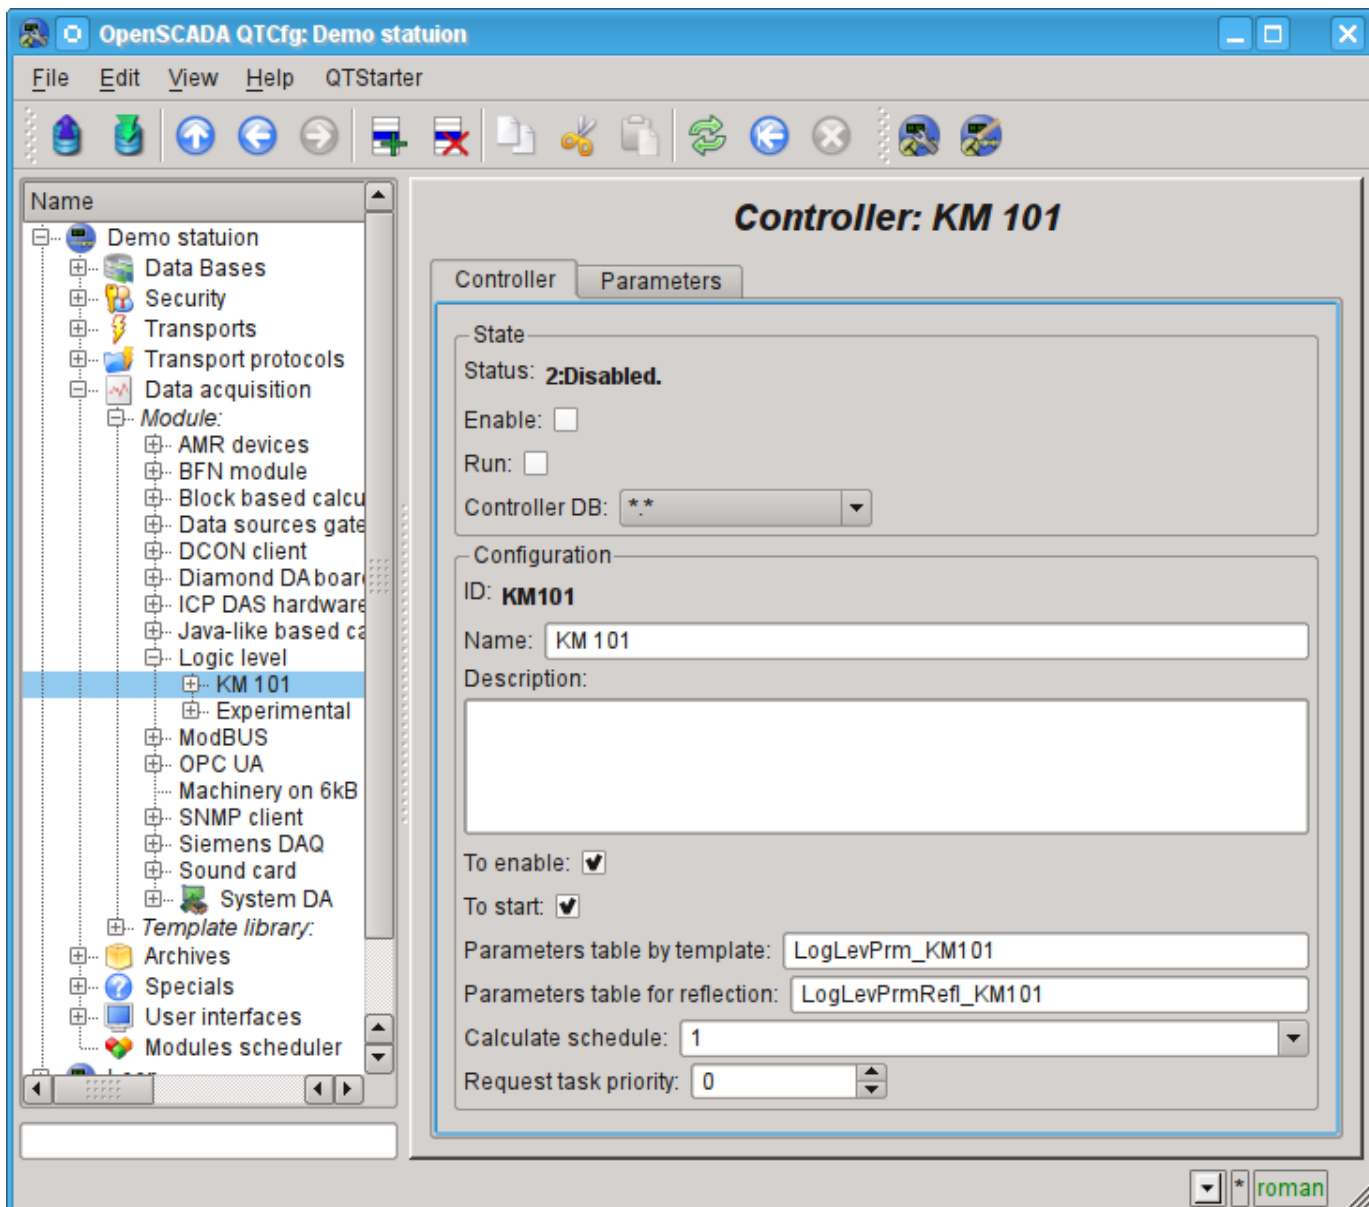 OpenSCADA QTCfg: Demo statuion
File Edit View Help QTStarter
Name
Demo statuion
Data Bases
Security
Transports
Transport protocols
Data acquisition
Module:
AMR devices
BFN module
Block based calcu
Data sources gate
DCON client
Diamond DA boar
ICP DAS hardware
Java-like based ca
Logic level
KM 101
Experimental
ModBUS
OPC UA
Machinery on 6kB
SNMP client
Siemens DAQ
Sound card
System DA
Template library:
Archives
Specials
User interfaces
Modules scheduler
Controller: KM 101
Controller Parameters
State
Status: 2:Disabled.
Enable:
Run:
Controller DB: *.*
Configuration
ID: KM101
Name: KM 101
Description:
To enable:
To start:
Parameters table by template: LogLevPrm_KM101
Parameters table for reflection: LogLevPrmRefl_KM101
Calculate schedule: 1
Request task priority: 0
* roman